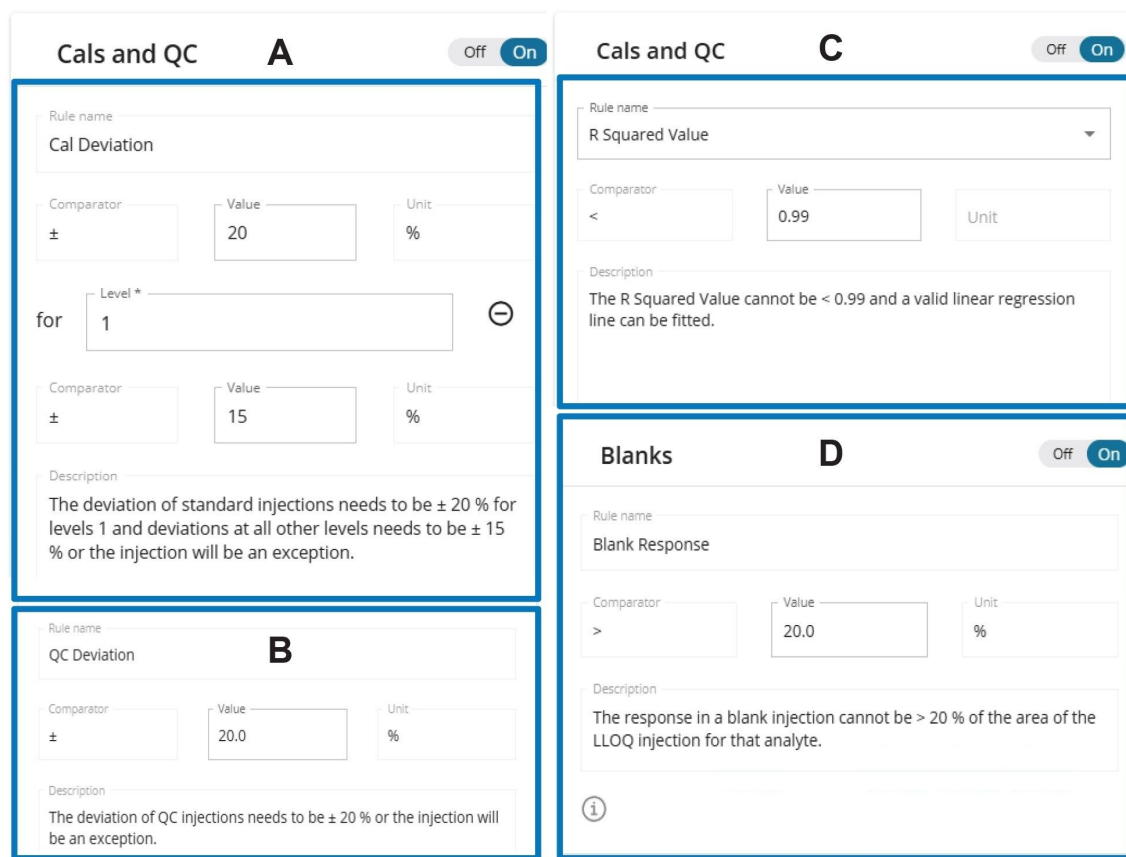 Cals and QC
A
Off On
Rule name
Cal Deviation
Comparator Value Unit
± 20 %
Level *
for 1
Comparator Value Unit
± 15 %
Description
The deviation of standard injections needs to be ± 20 % for
levels 1 and deviations at all other levels needs to be ± 15
% or the injection will be an exception.
Rule name
QC Deviation
B
Comparator Value Unit
± 20.0 %
Description
The deviation of QC injections needs to be ± 20 % or the injection will
be an exception.
Cals and QC
C
Off On
Rule name
R Squared Value
Comparator Value
< 0.99 Unit
Description
The R Squared Value cannot be < 0.99 and a valid linear regression
line can be fitted.
Blanks
D
Off On
Rule name
Blank Response
Comparator Value Unit
> 20.0 %
Description
The response in a blank injection cannot be > 20 % of the area of the
LLOQ injection for that analyte.